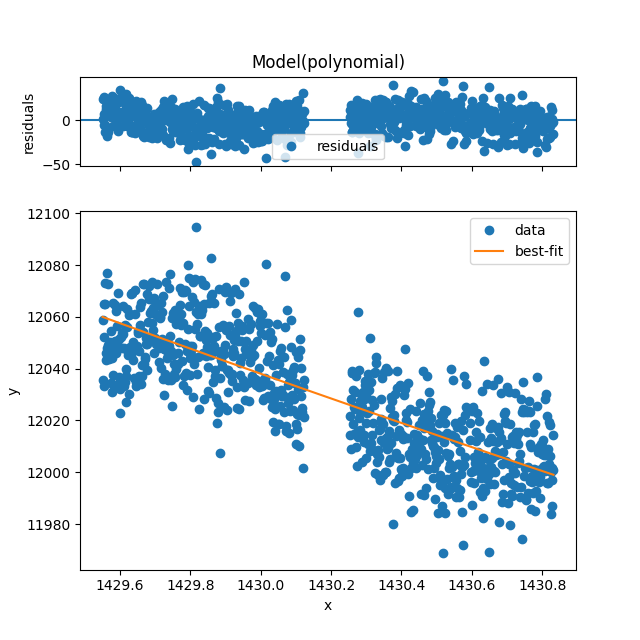 Model(polynomial)
residuals
0
−50
residuals
12100
12080
12060
12040
12020
12000
11980
y
data
best-fit
1429.6 1429.8 1430.0 1430.2 1430.4 1430.6 1430.8
x